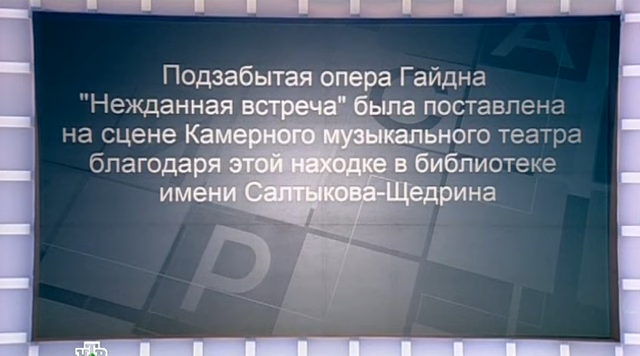 Подзабытая опера Гайдна
"Нежданная встреча" была поставлена
на сцене Камерного музыкального театра
благодаря этой находке в библиотеке
имени Салтыкова-Щедрина
А
С
Р
НТВ